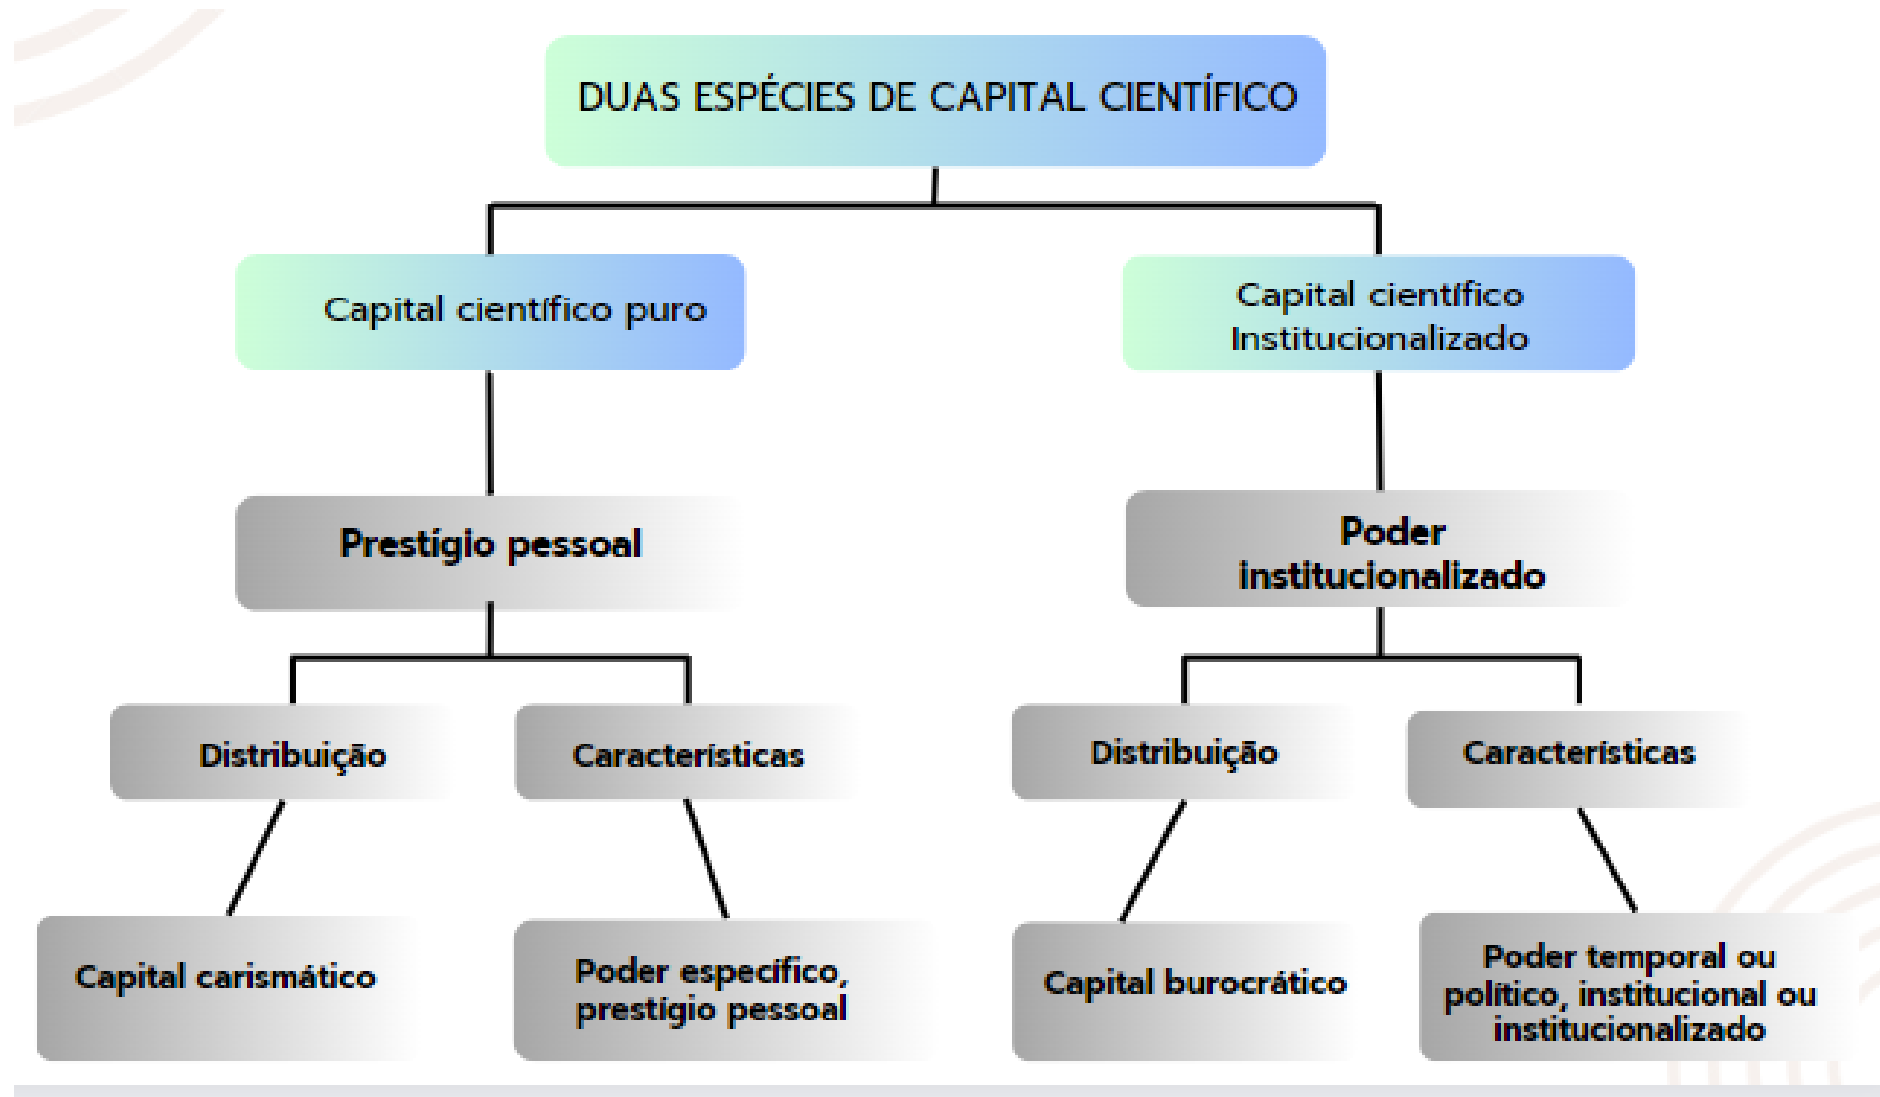 DUAS ESPÉCIES DE CAPITAL CIENTÍFICO
Capital científico puro
Capital científico
Institucionalizado
Prestígio pessoal
Poder
institucionalizado
Distribuição
Características
Distribuição
Características
Capital carismático
Poder específico,
prestígio pessoal
Capital burocrático
Poder temporal ou
político, institucional ou
institucionalizado